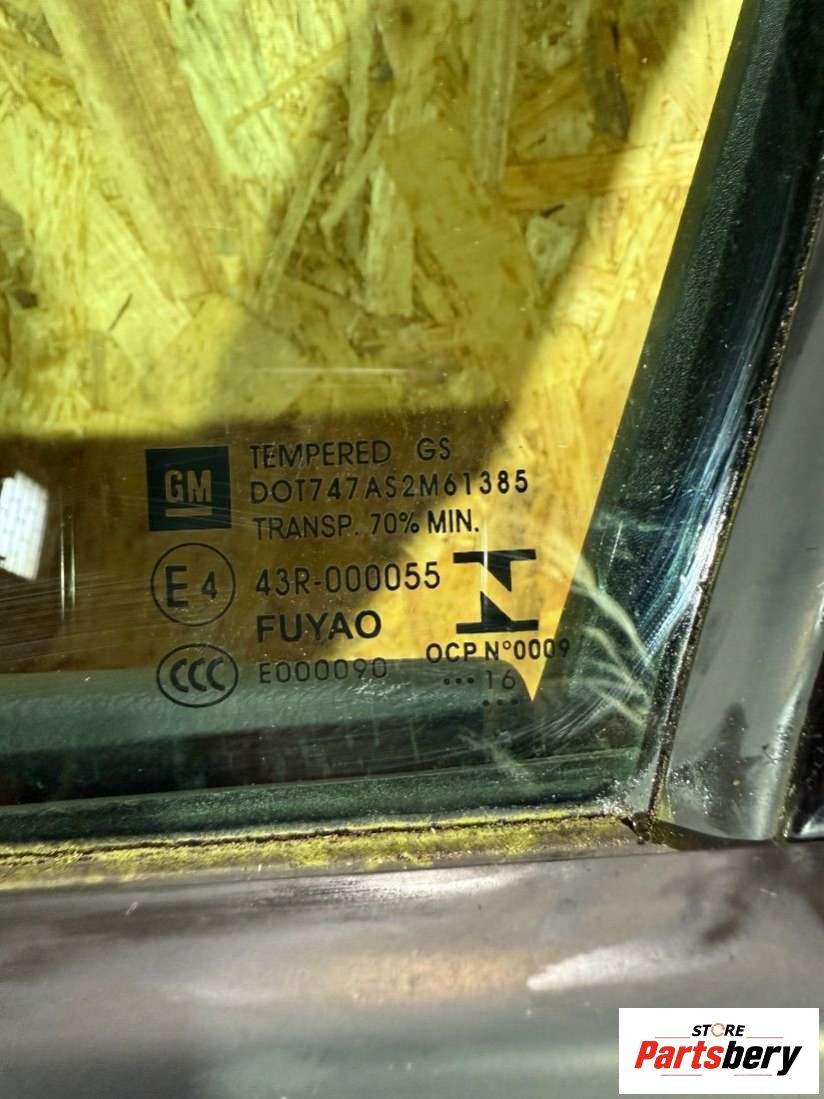 GM
TEMPERED GS
DOT747AS2M61385
TRANSP. 70% MIN.
E4
43R-000055
FUYAO
CCC
E000090
OCP N°0009
•••16
•••
STORE
Partsbery